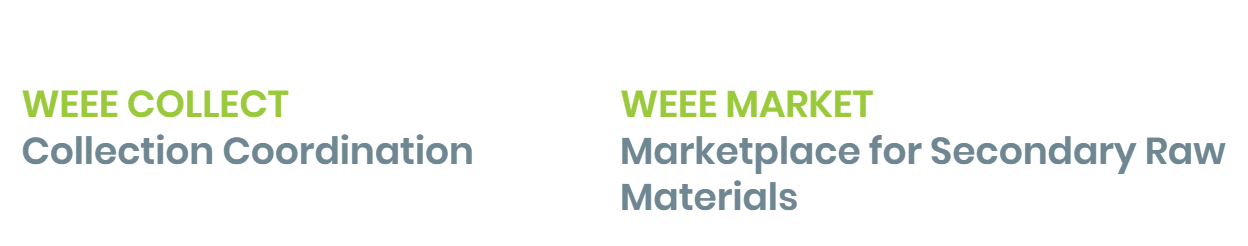 WEEE COLLECT
Collection Coordination
WEEE MARKET
Marketplace for Secondary Raw
Materials